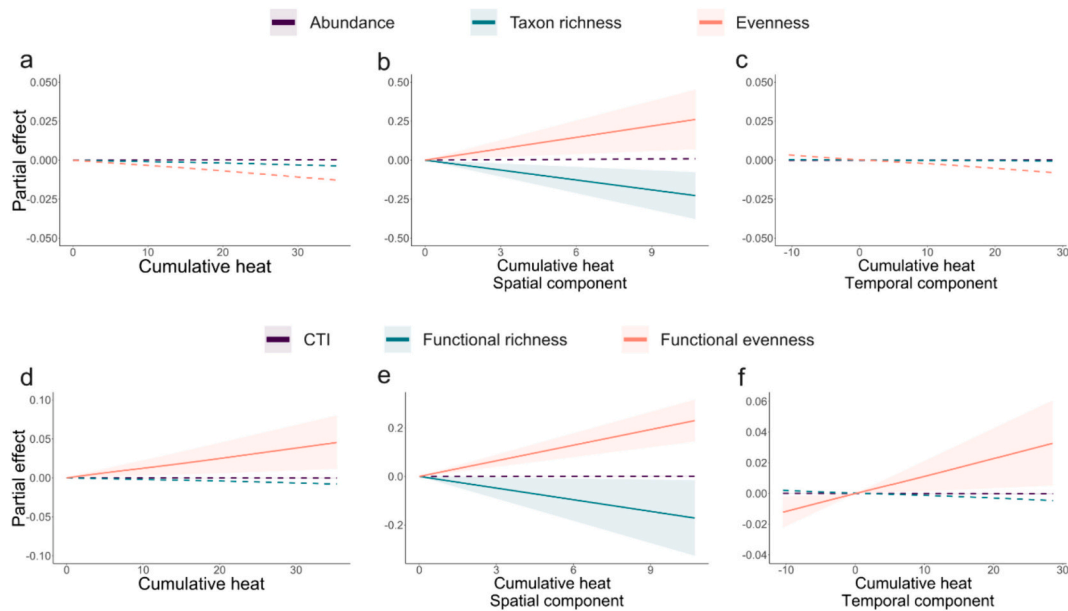 Abundance Taxon richness Evenness
a b c
0.050 0.50 0.050
0.025 0.25 0.025
0.000 0.00 0.000
-0.025 -0.25 -0.025
-0.050 -0.50 -0.050
Partial effect
0 10 20 30 0 3 6 9 -10 0 10 20 30
Cumulative heat Cumulative heat Cumulative heat
Spatial component Temporal component
CTI Functional richness Functional evenness
d e f
0.10 0.06
0.05 0.2 0.04
0.02
0.00 0.0 0.00
-0.05 -0.2 -0.02
-0.10 -0.04
Partial effect
0 10 20 30 0 3 6 9 -10 0 10 20 30
Cumulative heat Cumulative heat Cumulative heat
Spatial component Temporal component